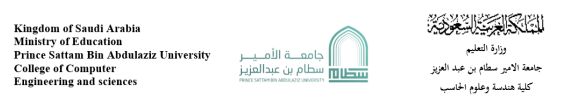 Kingdom of Saudi Arabia
Ministry of Education
Prince Sattam Bin Abdulaziz University
College of Computer
Engineering and sciences
جامعة الأمير
سطام بن عبدالعزيز
PRINCE SATTAM BIN ABDULAZIZ UNIVERSITY
سطام
المملكة العربية السعودية
وزارة التعليم
جامعة الامير سطام بن عبد العزيز
كلية هندسة وعلوم الحاسب